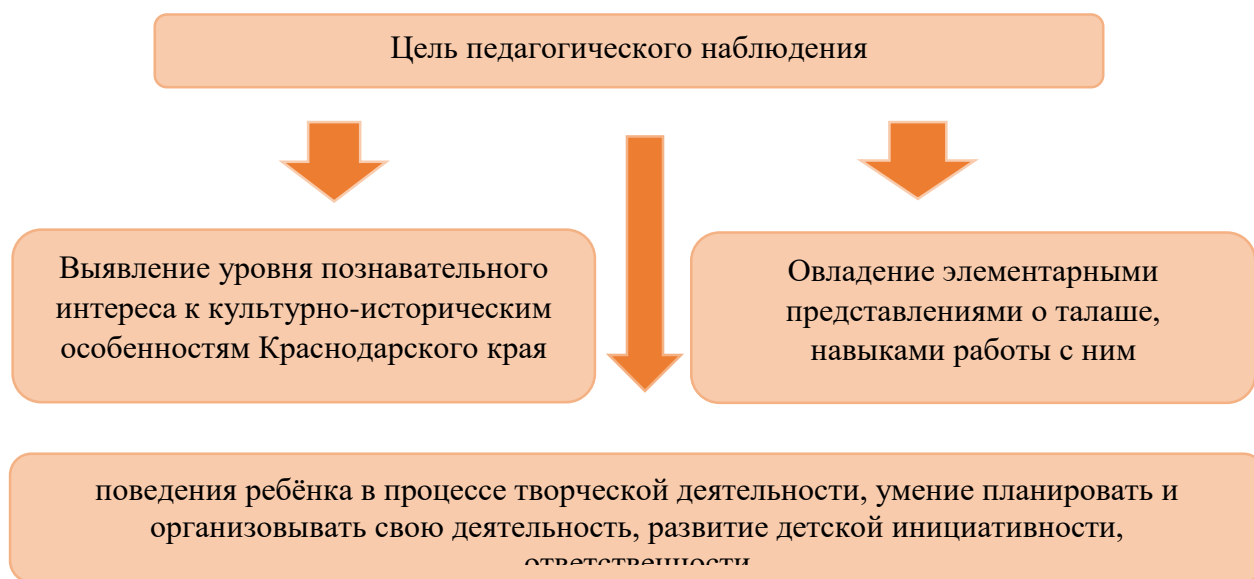 Цель педагогического наблюдения
Выявление уровня познавательного
интереса к культурно-историческим
особенностям Краснодарского края
Овладение элементарными
представлениями о талаше,
навыками работы с ним
поведения ребёнка в процессе творческой деятельности, умение планировать и
организовывать свою деятельность, развитие детской инициативности,
ответственности